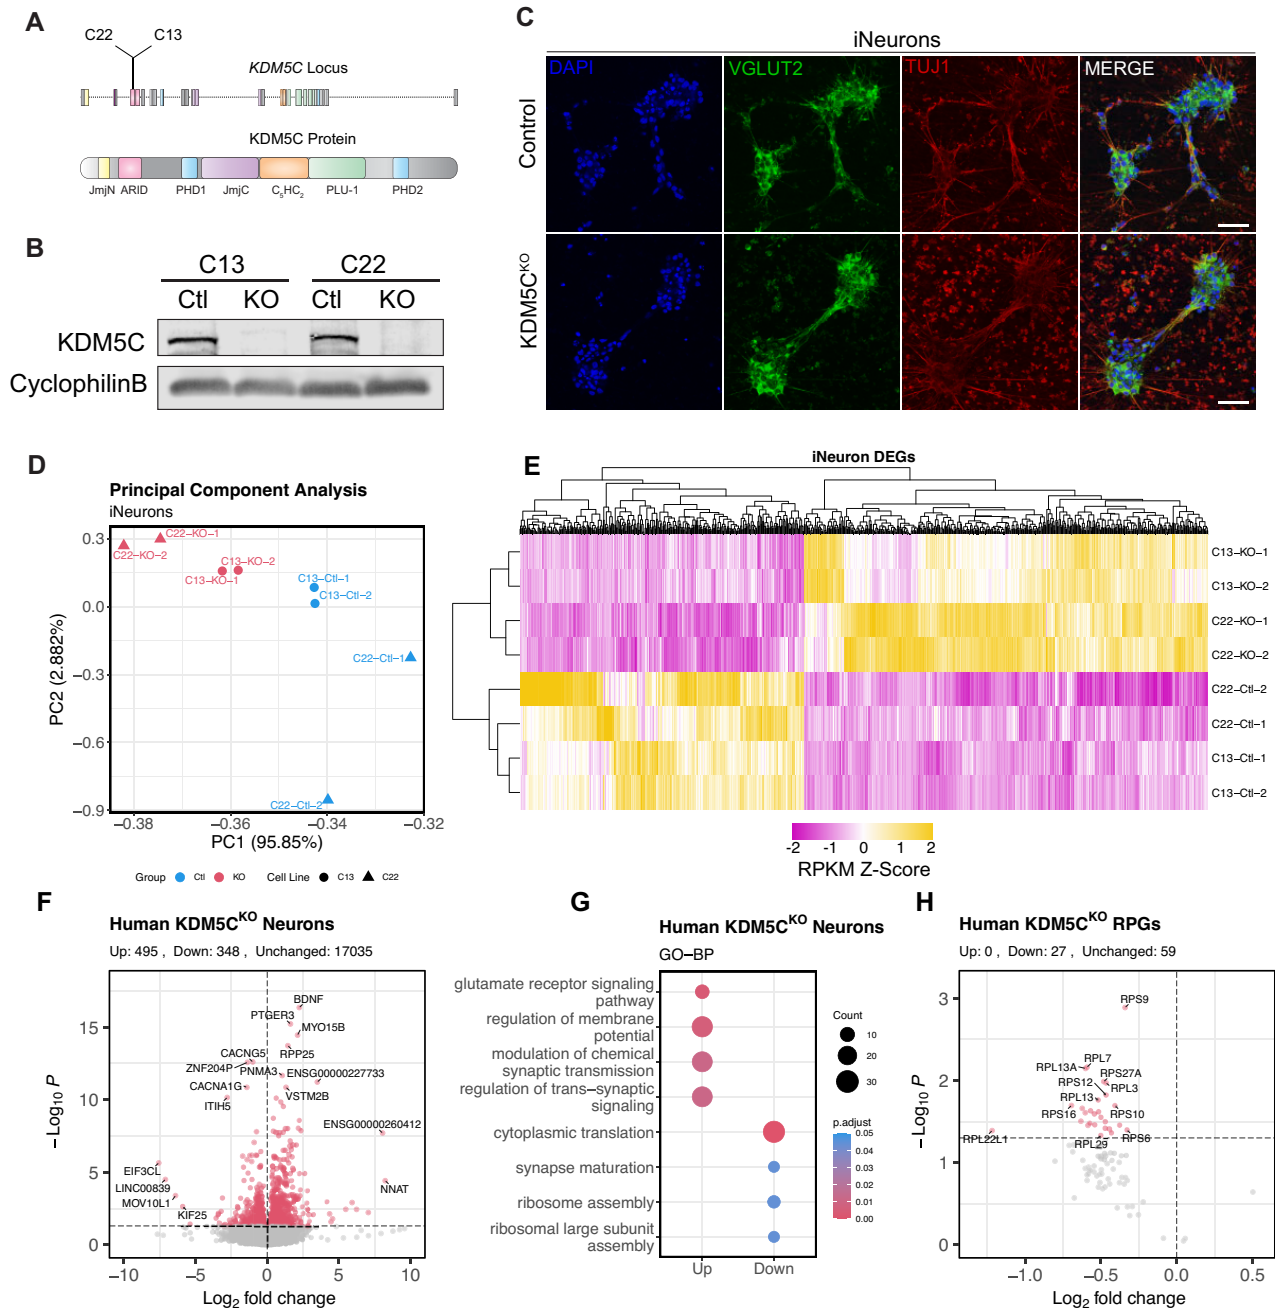 A
C22
C13
KDM5C Locus
KDM5C Protein
JmjN
ARID
PHD1
JmjC
C5HC2
PLU-1
PHD2
B
C13
C22
Ctl
KO
Ctl
KO
KDM5C
CyclophilinB
C
iNeurons
DAPI
VGLUT2
TUJ1
MERGE
Control
KDM5C^KO
D
Principal Component Analysis
iNeurons
PC2 (2.882%)
0.3
0.0
−0.3
−0.6
−0.9
C22−KO−1
C22−KO−2
C13−KO−2
C13−KO−1
C13−Ctl−1
C13−Ctl−2
C22−Ctl−1
C22−Ctl−2
−0.38
−0.36
−0.34
−0.32
PC1 (95.85%)
Group
Ctl
KO
Cell Line
C13
C22
E
iNeuron DEGs
C13−KO−1
C13−KO−2
C22−KO−1
C22−KO−2
C22−Ctl−2
C22−Ctl−1
C13−Ctl−1
C13−Ctl−2
-2
-1
0
1
2
RPKM Z-Score
F
Human KDM5C^KO Neurons
Up: 495 , Down: 348 , Unchanged: 17035
−Log10 P
15
10
5
0
BDNF
PTGER3
MYO15B
RPP25
CACNG5
ZNF204P
PNMA3
ENSG00000227733
CACNA1G
VSTM2B
ITIH5
ENSG00000260412
EIF3CL
LINC00839
MOV10L1
KIF25
NNAT
−10
−5
0
5
10
Log2 fold change
G
Human KDM5C^KO Neurons
GO−BP
glutamate receptor signaling
pathway
regulation of membrane
potential
modulation of chemical
synaptic transmission
regulation of trans−synaptic
signaling
cytoplasmic translation
synapse maturation
ribosome assembly
ribosomal large subunit
assembly
Up
Down
Count
10
20
30
p.adjust
0.05
0.04
0.03
0.02
0.01
0.00
H
Human KDM5C^KO RPGs
Up: 0 , Down: 27 , Unchanged: 59
−Log10 P
3
2
1
0
RPS9
RPL7
RPL13A
RPS27A
RPS12
RPL3
RPL13
RPS16
RPS10
RPL22L1
RPL29
RPS6
−1.0
−0.5
0.0
0.5
Log2 fold change